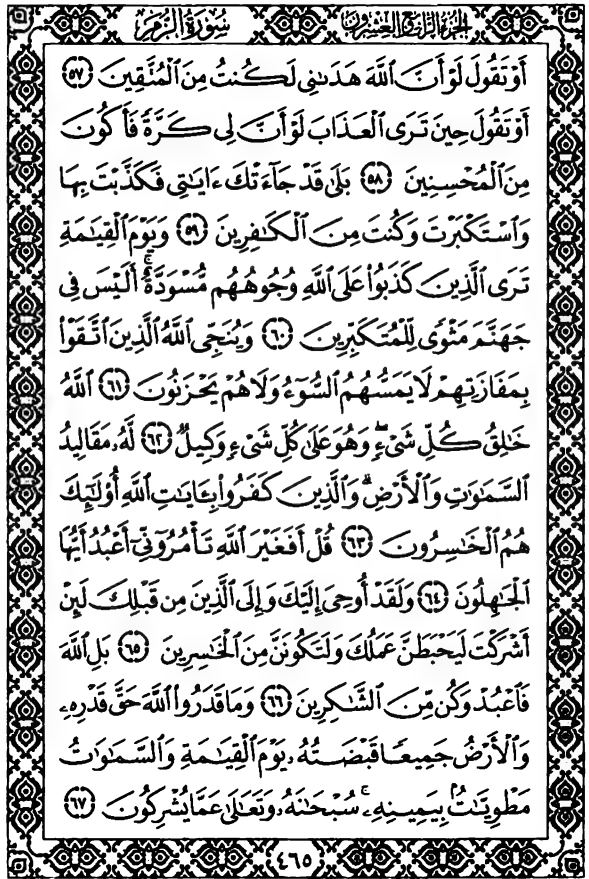 الجزء الرابع والعشرون سورة الزمر
أَوْ تَقُولَ لَوْ أَنَّ ٱللَّهَ هَدَىٰنِى لَكُنتُ مِنَ ٱلْمُتَّقِينَ ٥٧
أَوْ تَقُولَ حِينَ تَرَى ٱلْعَذَابَ لَوْ أَنَّ لِى كَرَّةً فَأَكُونَ
مِنَ ٱلْمُحْسِنِينَ ٥٨ بَلَىٰ قَدْ جَآءَتْكَ ءَايَٰتِى فَكَذَّبْتَ بِهَا
وَٱسْتَكْبَرْتَ وَكُنتَ مِنَ ٱلْكَٰفِرِينَ ٥٩ وَيَوْمَ ٱلْقِيَٰمَةِ
تَرَى ٱلَّذِينَ كَذَبُوا۟ عَلَى ٱللَّهِ وُجُوهُهُم مُّسْوَدَّةٌ ۚ أَلَيْسَ فِى
جَهَنَّمَ مَثْوًى لِّلْمُتَكَبِّرِينَ ٦٠ وَيُنَجِّى ٱللَّهُ ٱلَّذِينَ ٱتَّقَوْا۟
بِمَفَازَتِهِمْ لَا يَمَسُّهُمُ ٱلسُّوٓءُ وَلَا هُمْ يَحْزَنُونَ ٦١ ٱللَّهُ
خَٰلِقُ كُلِّ شَىْءٍ ۖ وَهُوَ عَلَىٰ كُلِّ شَىْءٍ وَكِيلٌ ٦٢ لَّهُۥ مَقَالِيدُ
ٱلسَّمَٰوَٰتِ وَٱلْأَرْضِ ۗ وَٱلَّذِينَ كَفَرُوا۟ بِـَٔايَٰتِ ٱللَّهِ أُو۟لَٰٓئِكَ
هُمُ ٱلْخَٰسِرُونَ ٦٣ قُلْ أَفَغَيْرَ ٱللَّهِ تَأْمُرُوٓنِّىٓ أَعْبُدُ أَيُّهَا
ٱلْجَٰهِلُونَ ٦٤ وَلَقَدْ أُوحِىَ إِلَيْكَ وَإِلَى ٱلَّذِينَ مِن قَبْلِكَ لَئِنْ
أَشْرَكْتَ لَيَحْبَطَنَّ عَمَلُكَ وَلَتَكُونَنَّ مِنَ ٱلْخَٰسِرِينَ ٦٥ بَلِ ٱللَّهَ
فَٱعْبُدْ وَكُن مِّنَ ٱلشَّٰكِرِينَ ٦٦ وَمَا قَدَرُوا۟ ٱللَّهَ حَقَّ قَدْرِهِۦ
وَٱلْأَرْضُ جَمِيعًا قَبْضَتُهُۥ يَوْمَ ٱلْقِيَٰمَةِ وَٱلسَّمَٰوَٰتُ
مَطْوِيَّٰتٌۢ بِيَمِينِهِۦ ۚ سُبْحَٰنَهُۥ وَتَعَٰلَىٰ عَمَّا يُشْرِكُونَ ٦٧
٤٦٥